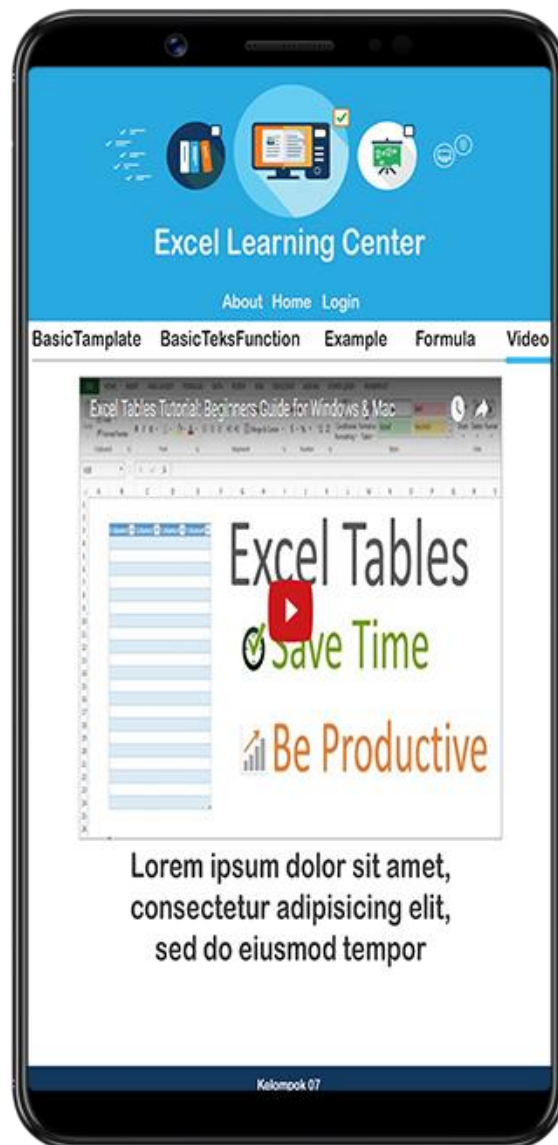 Excel Learning Center
About Home Login
BasicTamplate BasicTeksFunction Example Formula Video
Excel Tables Tutorial: Beginners Guide for Windows & Mac
Excel Tables
Save Time
Be Productive
Lorem ipsum dolor sit amet,
consectetur adipisicing elit,
sed do eiusmod tempor
Kelompok 07